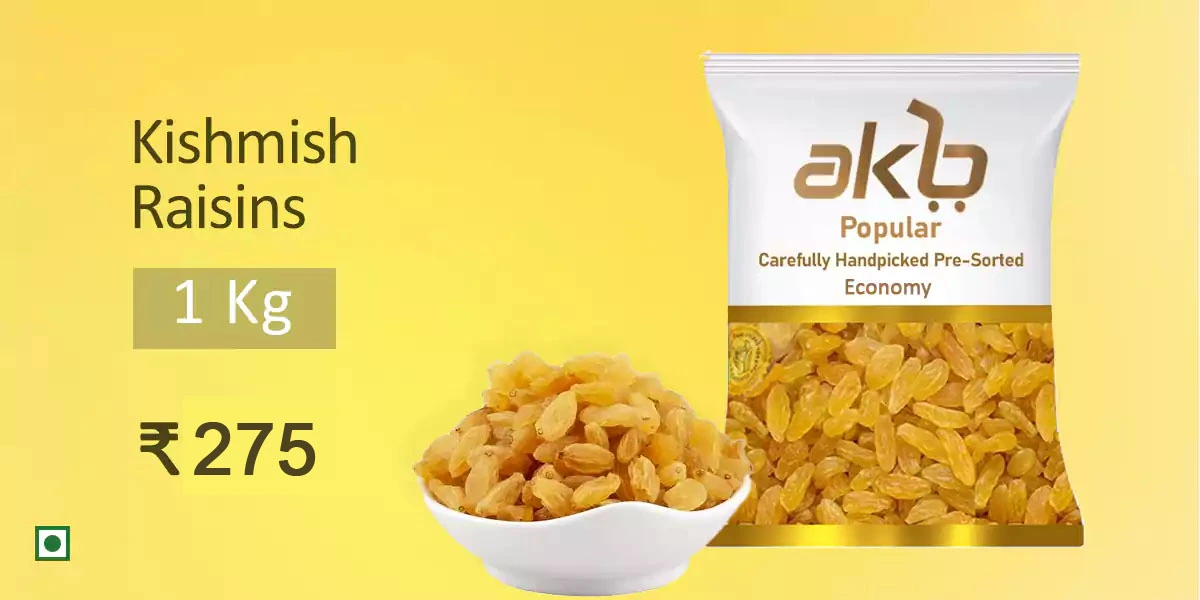 Kishmish
Raisins
1 Kg
₹275
akb
Popular
Carefully Handpicked Pre-Sorted
Economy